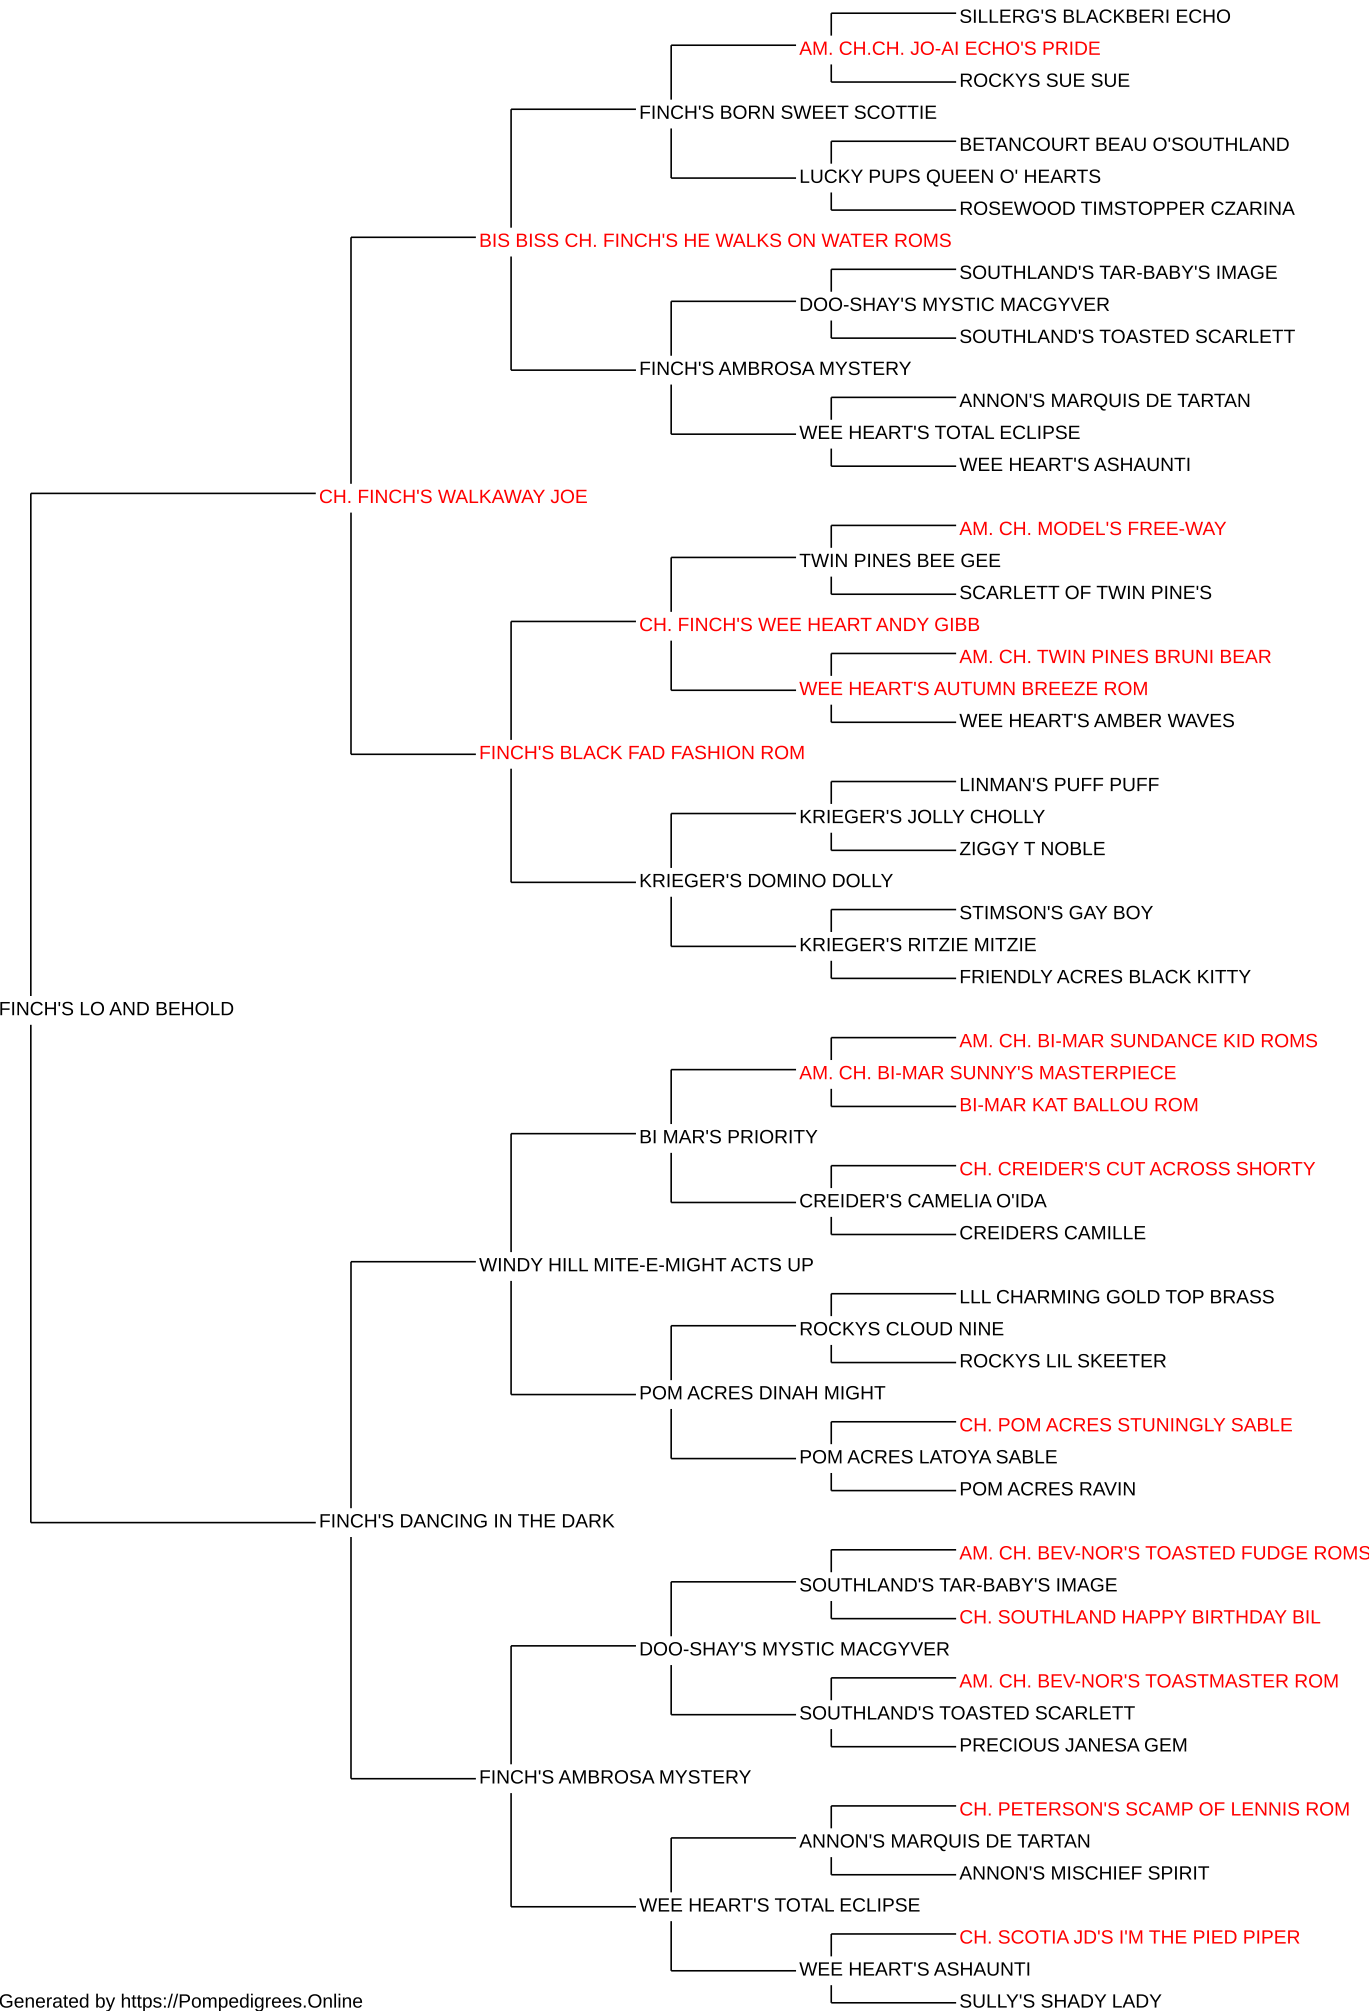 SILLERG'S BLACKBERI ECHO
AM. CH.CH. JO-AI ECHO'S PRIDE
ROCKYS SUE SUE
FINCH'S BORN SWEET SCOTTIE
BETANCOURT BEAU O'SOUTHLAND
LUCKY PUPS QUEEN O' HEARTS
ROSEWOOD TIMSTOPPER CZARINA
BIS BISS CH. FINCH'S HE WALKS ON WATER ROMS
SOUTHLAND'S TAR-BABY'S IMAGE
DOO-SHAY'S MYSTIC MACGYVER
SOUTHLAND'S TOASTED SCARLETT
FINCH'S AMBROSA MYSTERY
ANNON'S MARQUIS DE TARTAN
WEE HEART'S TOTAL ECLIPSE
WEE HEART'S ASHAUNTI
CH. FINCH'S WALKAWAY JOE
AM. CH. MODEL'S FREE-WAY
TWIN PINES BEE GEE
SCARLETT OF TWIN PINE'S
CH. FINCH'S WEE HEART ANDY GIBB
AM. CH. TWIN PINES BRUNI BEAR
WEE HEART'S AUTUMN BREEZE ROM
WEE HEART'S AMBER WAVES
FINCH'S BLACK FAD FASHION ROM
LINMAN'S PUFF PUFF
KRIEGER'S JOLLY CHOLLY
ZIGGY T NOBLE
KRIEGER'S DOMINO DOLLY
STIMSON'S GAY BOY
KRIEGER'S RITZIE MITZIE
FRIENDLY ACRES BLACK KITTY
FINCH'S LO AND BEHOLD
AM. CH. BI-MAR SUNDANCE KID ROMS
AM. CH. BI-MAR SUNNY'S MASTERPIECE
BI-MAR KAT BALLOU ROM
BI MAR'S PRIORITY
CH. CREIDER'S CUT ACROSS SHORTY
CREIDER'S CAMELIA O'IDA
CREIDERS CAMILLE
WINDY HILL MITE-E-MIGHT ACTS UP
LLL CHARMING GOLD TOP BRASS
ROCKYS CLOUD NINE
ROCKYS LIL SKEETER
POM ACRES DINAH MIGHT
CH. POM ACRES STUNINGLY SABLE
POM ACRES LATOYA SABLE
POM ACRES RAVIN
FINCH'S DANCING IN THE DARK
AM. CH. BEV-NOR'S TOASTED FUDGE ROMS
SOUTHLAND'S TAR-BABY'S IMAGE
CH. SOUTHLAND HAPPY BIRTHDAY BIL
DOO-SHAY'S MYSTIC MACGYVER
AM. CH. BEV-NOR'S TOASTMASTER ROM
SOUTHLAND'S TOASTED SCARLETT
PRECIOUS JANESA GEM
FINCH'S AMBROSA MYSTERY
CH. PETERSON'S SCAMP OF LENNIS ROM
ANNON'S MARQUIS DE TARTAN
ANNON'S MISCHIEF SPIRIT
WEE HEART'S TOTAL ECLIPSE
CH. SCOTIA JD'S I'M THE PIED PIPER
WEE HEART'S ASHAUNTI
SULLY'S SHADY LADY
Generated by https://Pompedigrees.Online